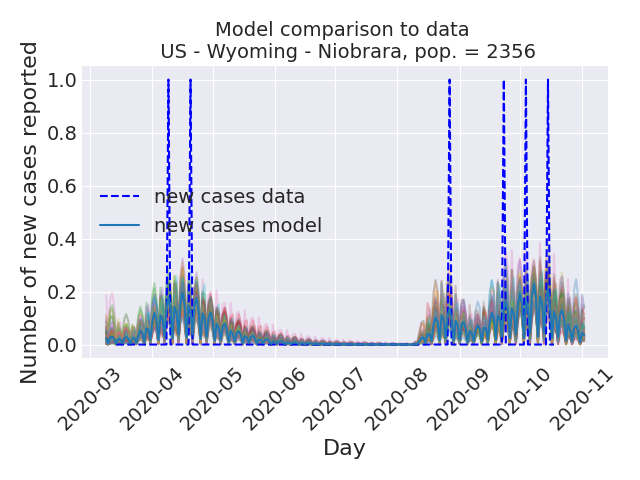 Model comparison to data
US - Wyoming - Niobrara, pop. = 2356
Number of new cases reported
1.0
0.8
0.6
0.4
0.2
0.0
new cases data
new cases model
2020-03
2020-04
2020-05
2020-06
2020-07
2020-08
2020-09
2020-10
2020-11
Day